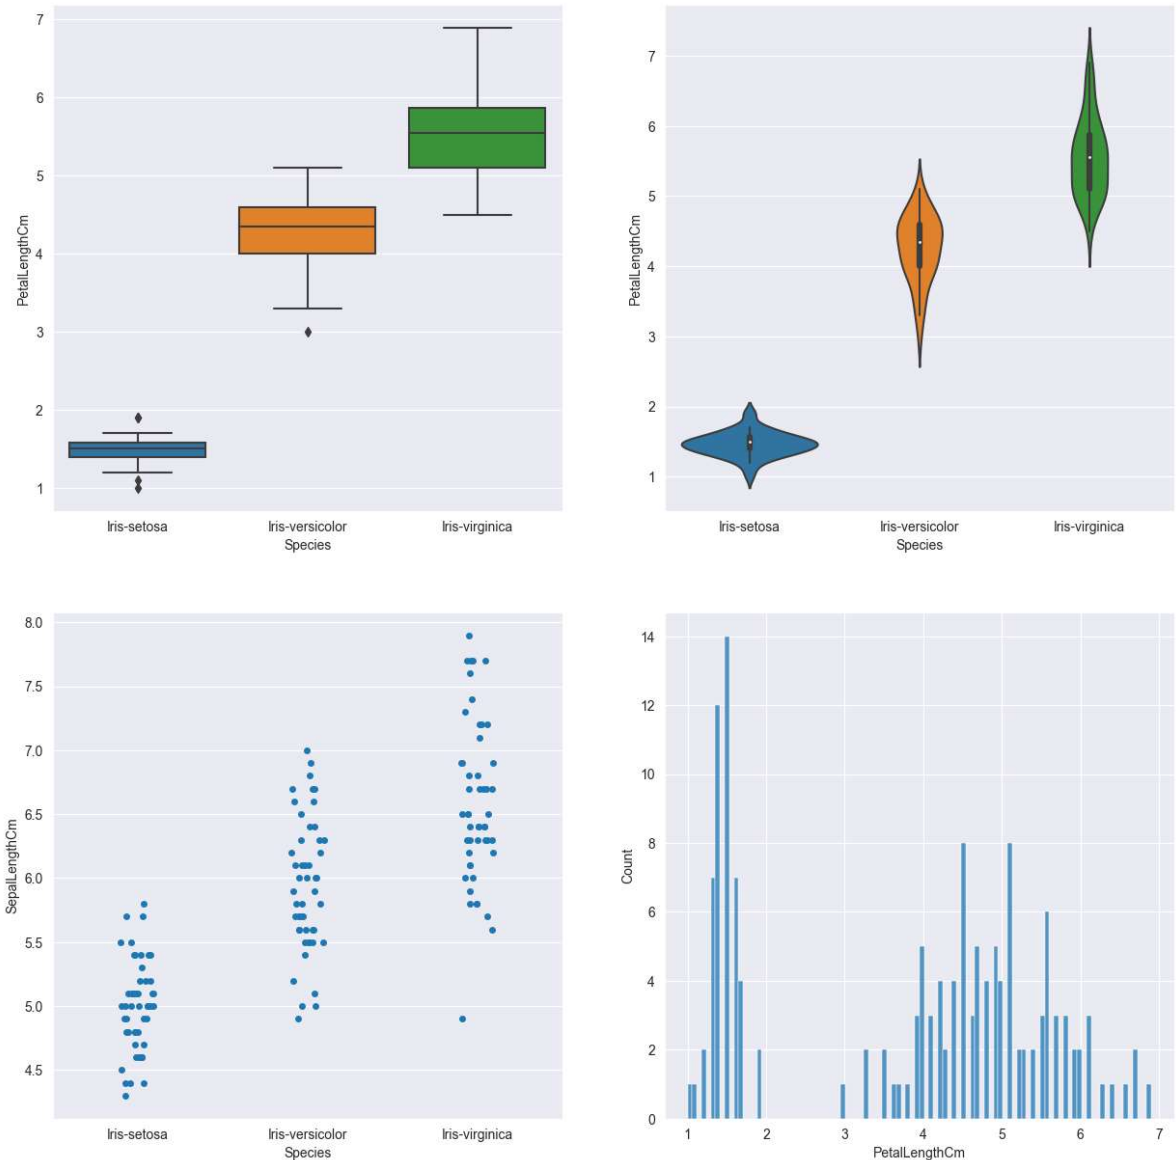 7
6
5
4
3
2
1
PetalLengthCm
Iris-setosa Iris-versicolor Iris-virginica
Species
7
6
5
4
3
2
1
PetalLengthCm
Iris-setosa Iris-versicolor Iris-virginica
Species
8.0
7.5
7.0
6.5
6.0
5.5
5.0
4.5
SepalLengthCm
Iris-setosa Iris-versicolor Iris-virginica
Species
14
12
10
8
6
4
2
0
Count
1 2 3 4 5 6 7
PetalLengthCm